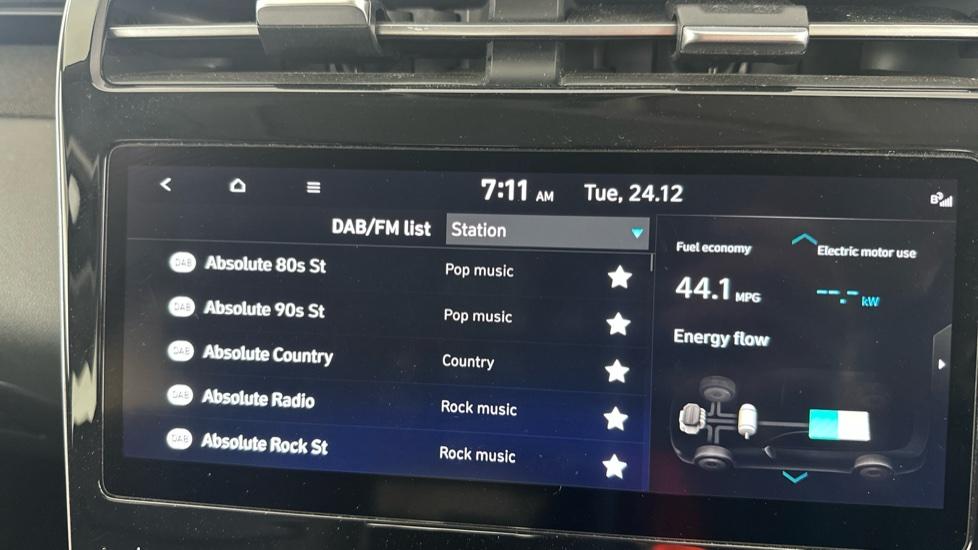 7:11 AM Tue, 24.12
DAB/FM list Station
DAB Absolute 80s St Pop music
DAB Absolute 90s St Pop music
DAB Absolute Country Country
DAB Absolute Radio Rock music
DAB Absolute Rock St Rock music
Fuel economy Electric motor use
44.1 MPG --.- kW
Energy flow